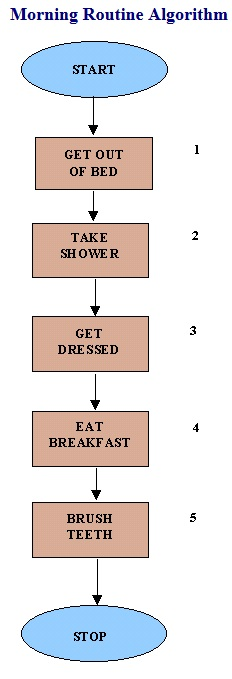 Morning Routine Algorithm
START
GET OUT
OF BED
1
TAKE
SHOWER
2
GET
DRESSED
3
EAT
BREAKFAST
4
BRUSH
TEETH
5
STOP